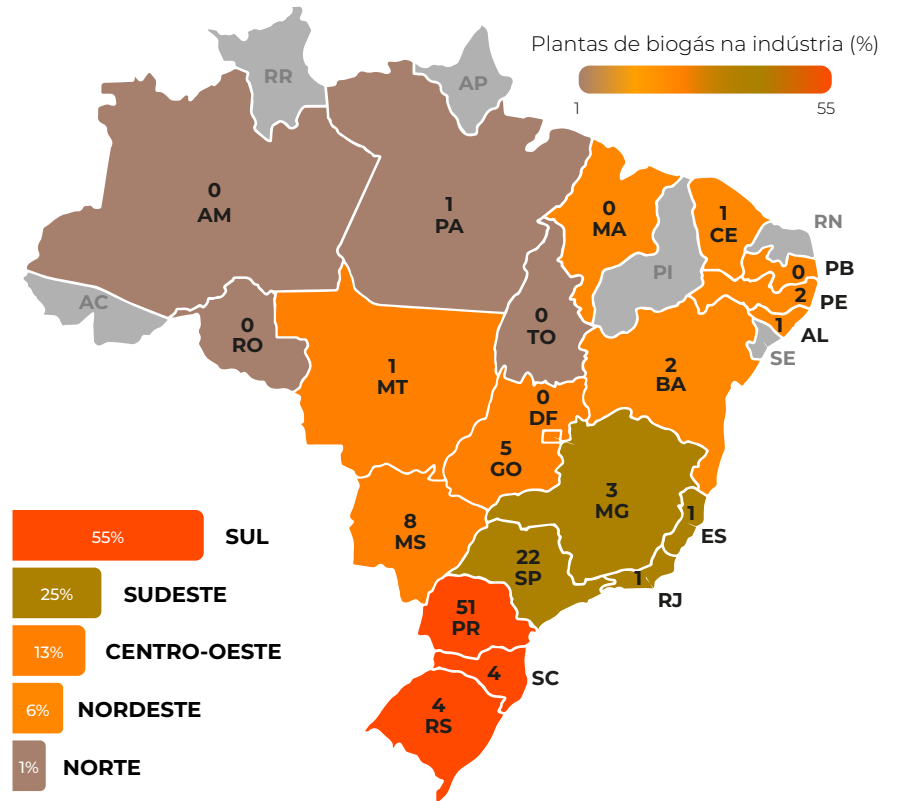 Plantas de biogás na indústria (%)
1
55
RR
AP
0
AM
1
PA
0
MA
1
CE
RN
PI
0
PB
2
PE
1
AL
SE
AC
0
RO
0
TO
1
MT
2
BA
0
DF
5
GO
3
MG
1
ES
8
MS
22
SP
1
RJ
51
PR
4
SC
4
RS
55%
SUL
25%
SUDESTE
13%
CENTRO-OESTE
6%
NORDESTE
1%
NORTE